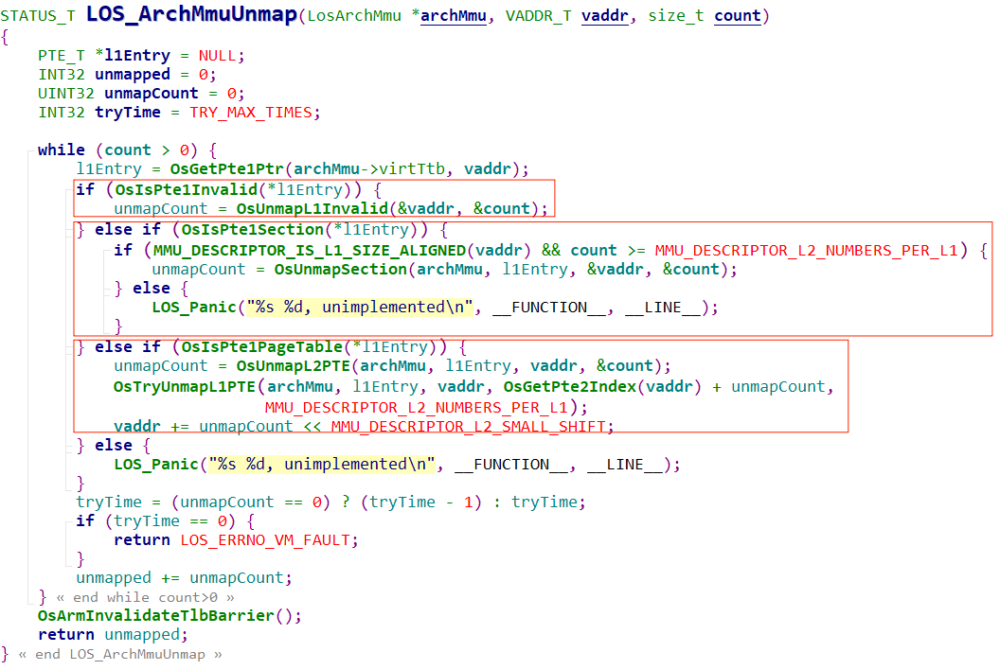 STATUS_T LOS_ArchMmuUnmap(LosArchMmu *archMmu, VADDR_T vaddr, size_t count)
{
    PTE_T *l1Entry = NULL;
    INT32 unmapped = 0;
    UINT32 unmapCount = 0;
    INT32 tryTime = TRY_MAX_TIMES;

    while (count > 0) {
        l1Entry = OsGetPte1Ptr(archMmu->virtTtb, vaddr);
        if (OsIsPte1Invalid(*l1Entry)) {
            unmapCount = OsUnmapL1Invalid(&vaddr, &count);
        } else if (OsIsPte1Section(*l1Entry)) {
            if (MMU_DESCRIPTOR_IS_L1_SIZE_ALIGNED(vaddr) && count >= MMU_DESCRIPTOR_L2_NUMBERS_PER_L1) {
                unmapCount = OsUnmapSection(archMmu, l1Entry, &vaddr, &count);
            } else {
                LOS_Panic("%s %d, unimplemented\n", __FUNCTION__, __LINE__);
            }
        } else if (OsIsPte1PageTable(*l1Entry)) {
            unmapCount = OsUnmapL2PTE(archMmu, l1Entry, vaddr, &count);
            OsTryUnmapL1PTE(archMmu, l1Entry, vaddr, OsGetPte2Index(vaddr) + unmapCount,
                            MMU_DESCRIPTOR_L2_NUMBERS_PER_L1);
            vaddr += unmapCount << MMU_DESCRIPTOR_L2_SMALL_SHIFT;
        } else {
            LOS_Panic("%s %d, unimplemented\n", __FUNCTION__, __LINE__);
        }
        tryTime = (unmapCount == 0) ? (tryTime - 1) : tryTime;
        if (tryTime == 0) {
            return LOS_ERRNO_VM_FAULT;
        }
        unmapped += unmapCount;
    } « end while count>0 »
    OsArmInvalidateTlbBarrier();
    return unmapped;
} « end LOS_ArchMmuUnmap »